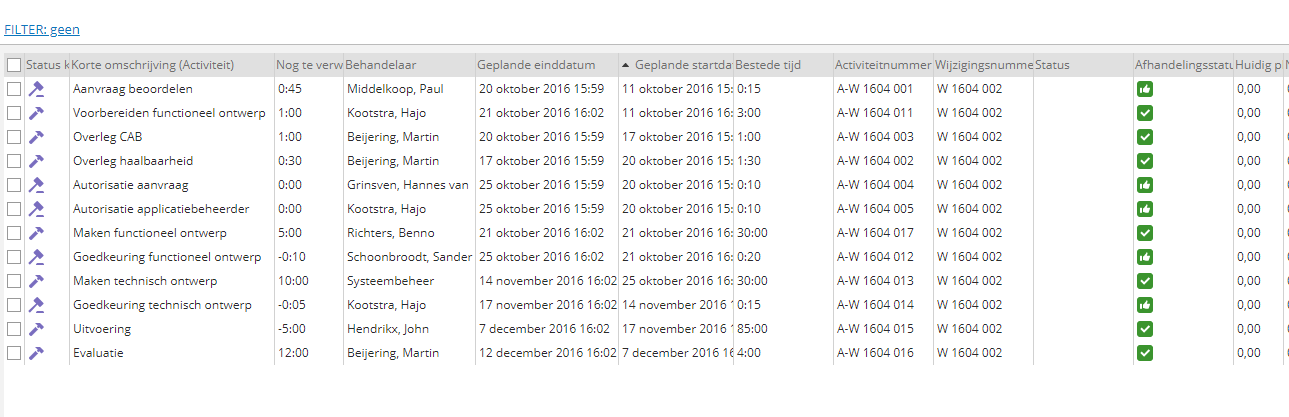 FILTER: geen
Status k Korte omschrijving (Activiteit) Nog te verw Behandelaar Geplande einddatum Geplande startda Bestede tijd Activiteitnummer Wijzigingsnumme Status Afhandelingsstatu Huidig p
Aanvraag beoordelen 0:45 Middelkoop, Paul 20 oktober 2016 15:59 11 oktober 2016 15: 0:15 A-W 1604 001 W 1604 002 0,00
Voorbereiden functioneel ontwerp 1:00 Kootstra, Hajo 21 oktober 2016 16:02 11 oktober 2016 16: 3:00 A-W 1604 011 W 1604 002 0,00
Overleg CAB 1:00 Beijering, Martin 20 oktober 2016 15:59 17 oktober 2016 15: 1:00 A-W 1604 003 W 1604 002 0,00
Overleg haalbaarheid 0:30 Beijering, Martin 17 oktober 2016 15:59 20 oktober 2016 15: 1:30 A-W 1604 002 W 1604 002 0,00
Autorisatie aanvraag 0:00 Grinsven, Hannes van 25 oktober 2016 15:59 20 oktober 2016 15: 0:10 A-W 1604 004 W 1604 002 0,00
Autorisatie applicatiebeheerder 0:00 Kootstra, Hajo 25 oktober 2016 15:59 20 oktober 2016 15: 0:10 A-W 1604 005 W 1604 002 0,00
Maken functioneel ontwerp 5:00 Richters, Benno 21 oktober 2016 16:02 21 oktober 2016 16: 30:00 A-W 1604 017 W 1604 002 0,00
Goedkeuring functioneel ontwerp -0:10 Schoonbroodt, Sander 25 oktober 2016 16:02 21 oktober 2016 16: 0:20 A-W 1604 012 W 1604 002 0,00
Maken technisch ontwerp 10:00 Systeembeheer 14 november 2016 16:02 25 oktober 2016 16: 30:00 A-W 1604 013 W 1604 002 0,00
Goedkeuring technisch ontwerp -0:05 Kootstra, Hajo 17 november 2016 16:02 14 november 2016 1 0:15 A-W 1604 014 W 1604 002 0,00
Uitvoering -5:00 Hendrikx, John 7 december 2016 16:02 17 november 2016 1 85:00 A-W 1604 015 W 1604 002 0,00
Evaluatie 12:00 Beijering, Martin 12 december 2016 16:02 7 december 2016 16 4:00 A-W 1604 016 W 1604 002 0,00